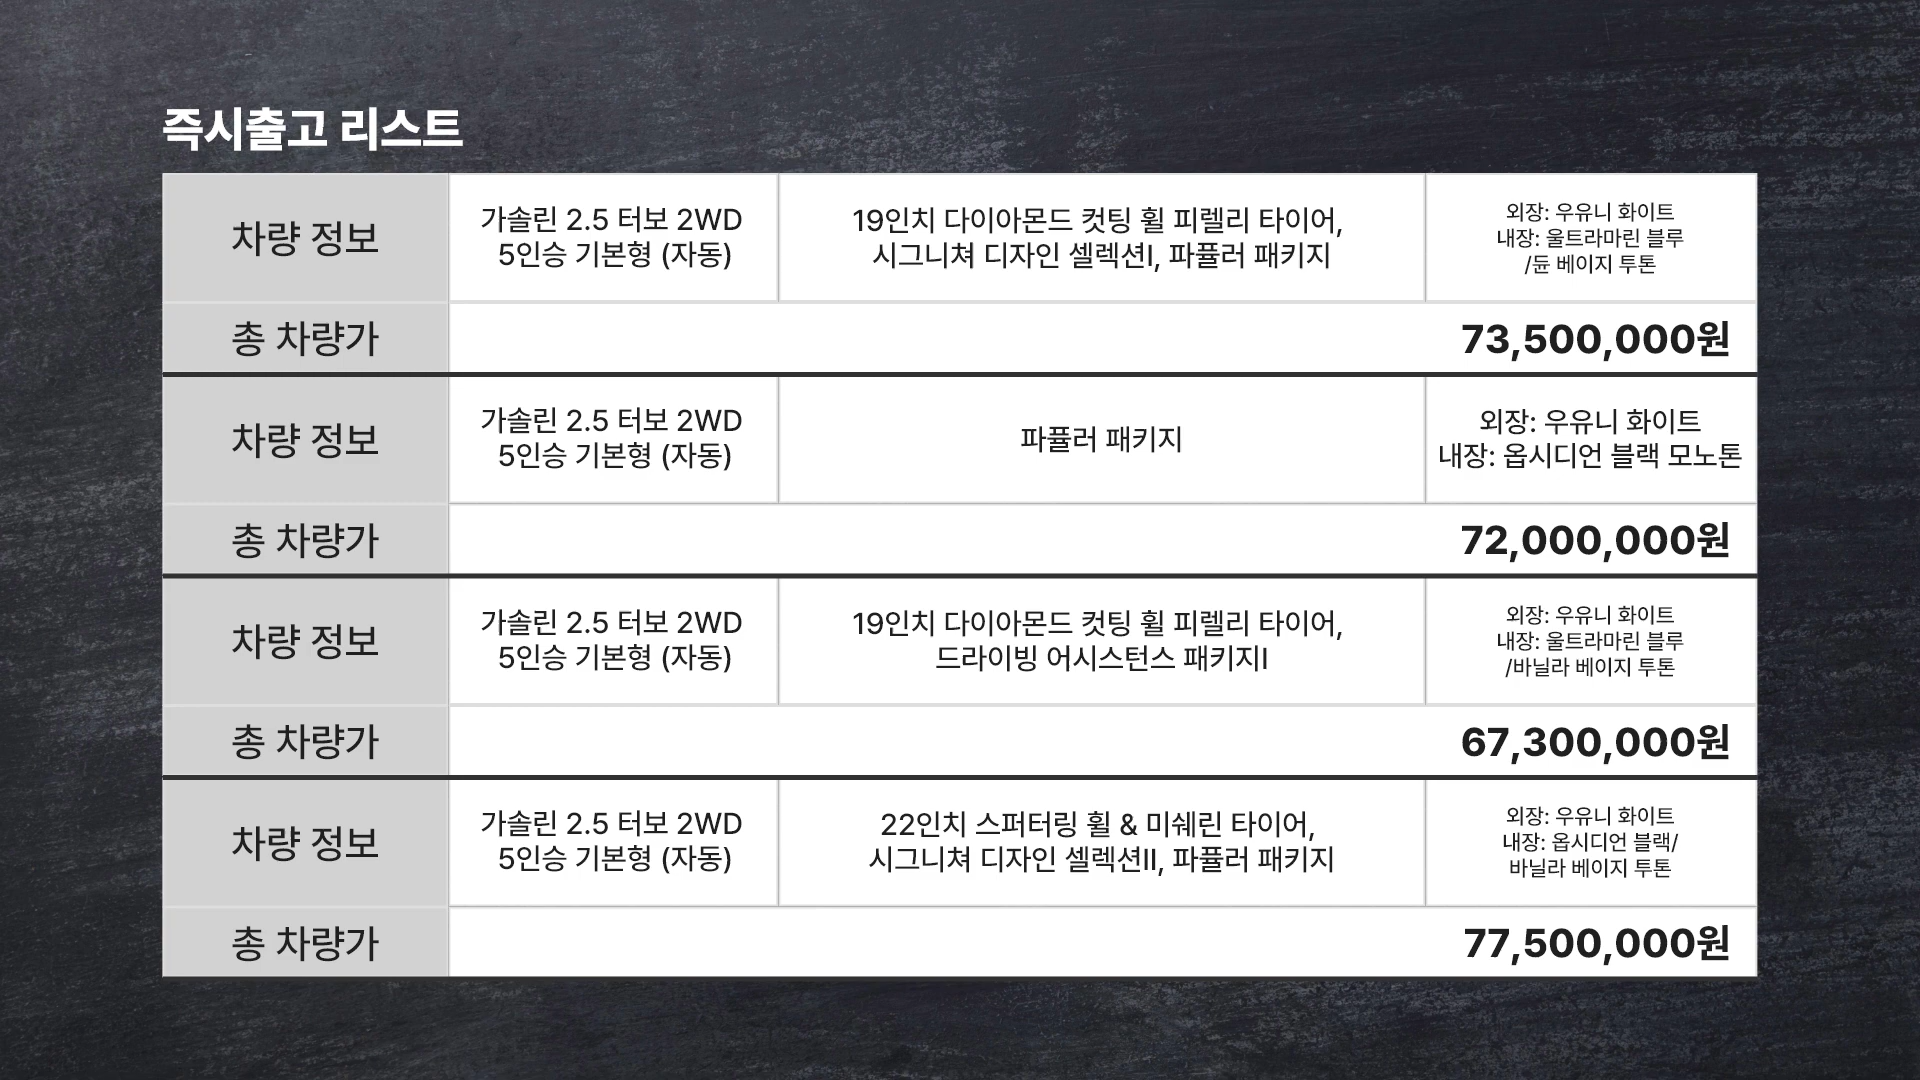 즉시출고 리스트
차량 정보
가솔린 2.5 터보 2WD
5인승 기본형 (자동)
19인치 다이아몬드 컷팅 휠 피렐리 타이어,
시그니쳐 디자인 셀렉션I, 파퓰러 패키지
외장: 우유니 화이트
내장: 울트라마린 블루
/듄 베이지 투톤
총 차량가
73,500,000원
차량 정보
가솔린 2.5 터보 2WD
5인승 기본형 (자동)
파퓰러 패키지
외장: 우유니 화이트
내장: 옵시디언 블랙 모노톤
총 차량가
72,000,000원
차량 정보
가솔린 2.5 터보 2WD
5인승 기본형 (자동)
19인치 다이아몬드 컷팅 휠 피렐리 타이어,
드라이빙 어시스턴스 패키지I
외장: 우유니 화이트
내장: 울트라마린 블루
/바닐라 베이지 투톤
총 차량가
67,300,000원
차량 정보
가솔린 2.5 터보 2WD
5인승 기본형 (자동)
22인치 스퍼터링 휠 & 미쉐린 타이어,
시그니쳐 디자인 셀렉션II, 파퓰러 패키지
외장: 우유니 화이트
내장: 옵시디언 블랙/
바닐라 베이지 투톤
총 차량가
77,500,000원